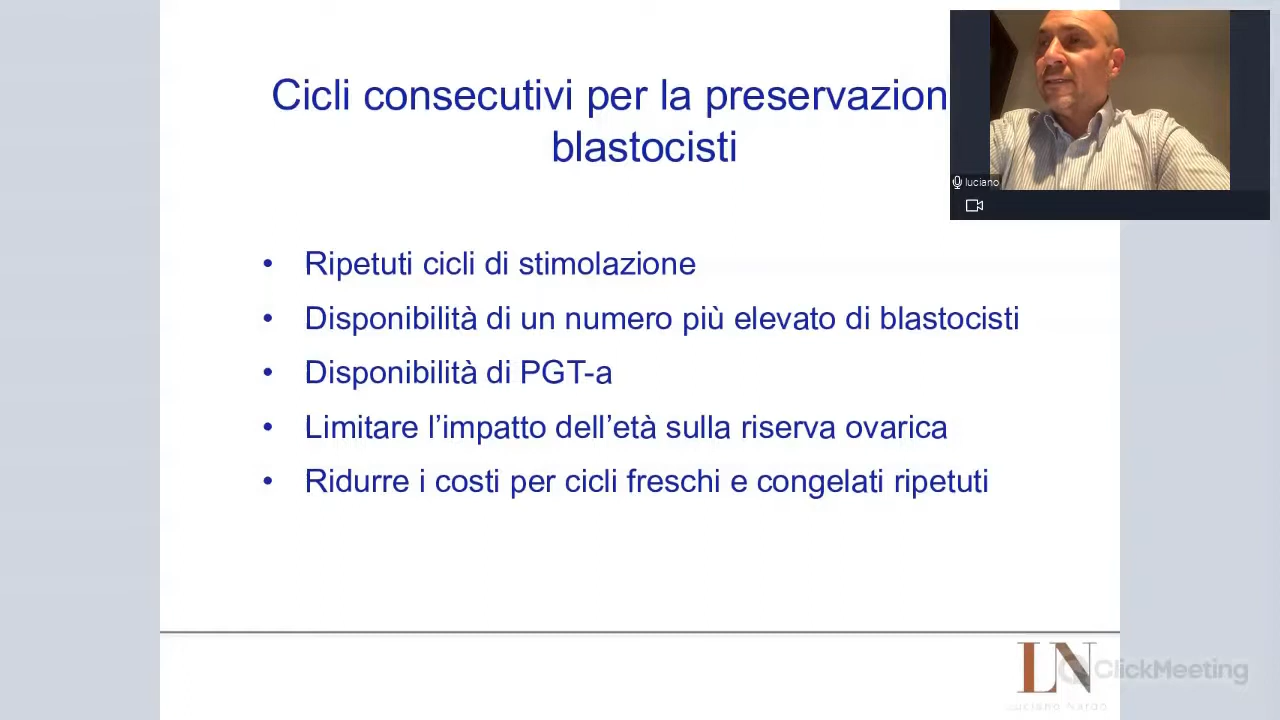 Cicli consecutivi per la preservazion
blastocisti
luciano
• Ripetuti cicli di stimolazione
• Disponibilità di un numero più elevato di blastocisti
• Disponibilità di PGT-a
• Limitare l’impatto dell’età sulla riserva ovarica
• Ridurre i costi per cicli freschi e congelati ripetuti
LN
ClickMeeting
Luciano Nardo